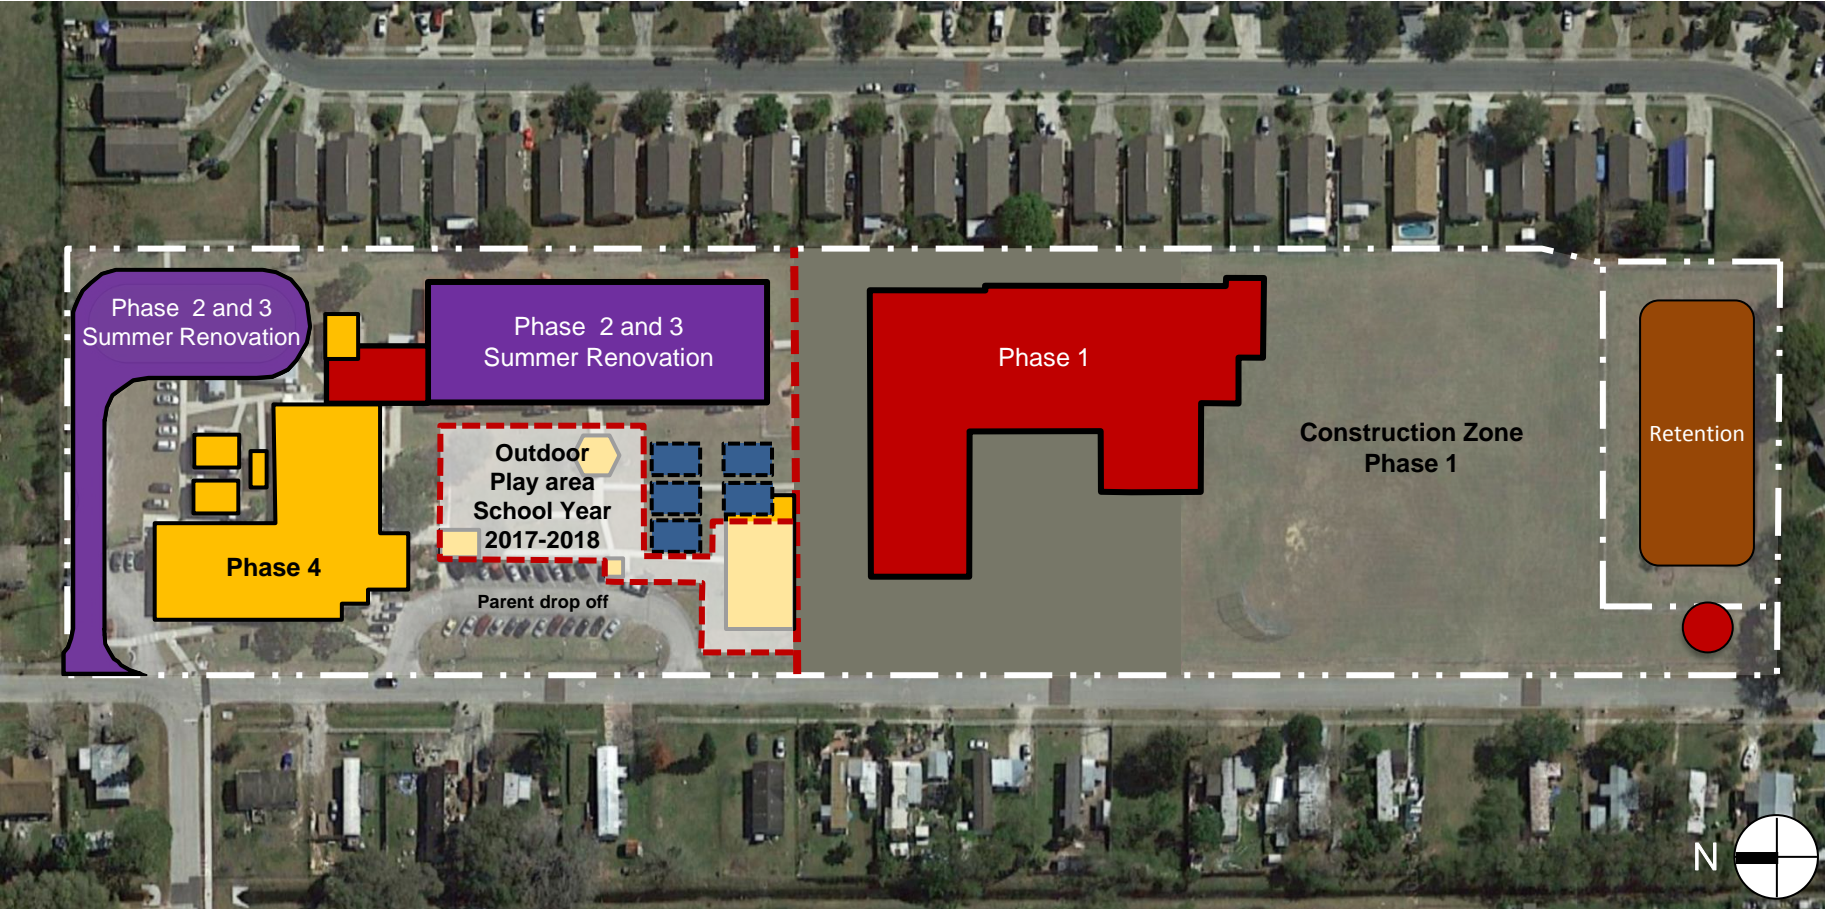 Phase 2 and 3
Summer Renovation
Phase 2 and 3
Summer Renovation
Phase 1
Construction Zone
Phase 1
Retention
Outdoor
Play area
School Year
2017-2018
Phase 4
Parent drop off
N